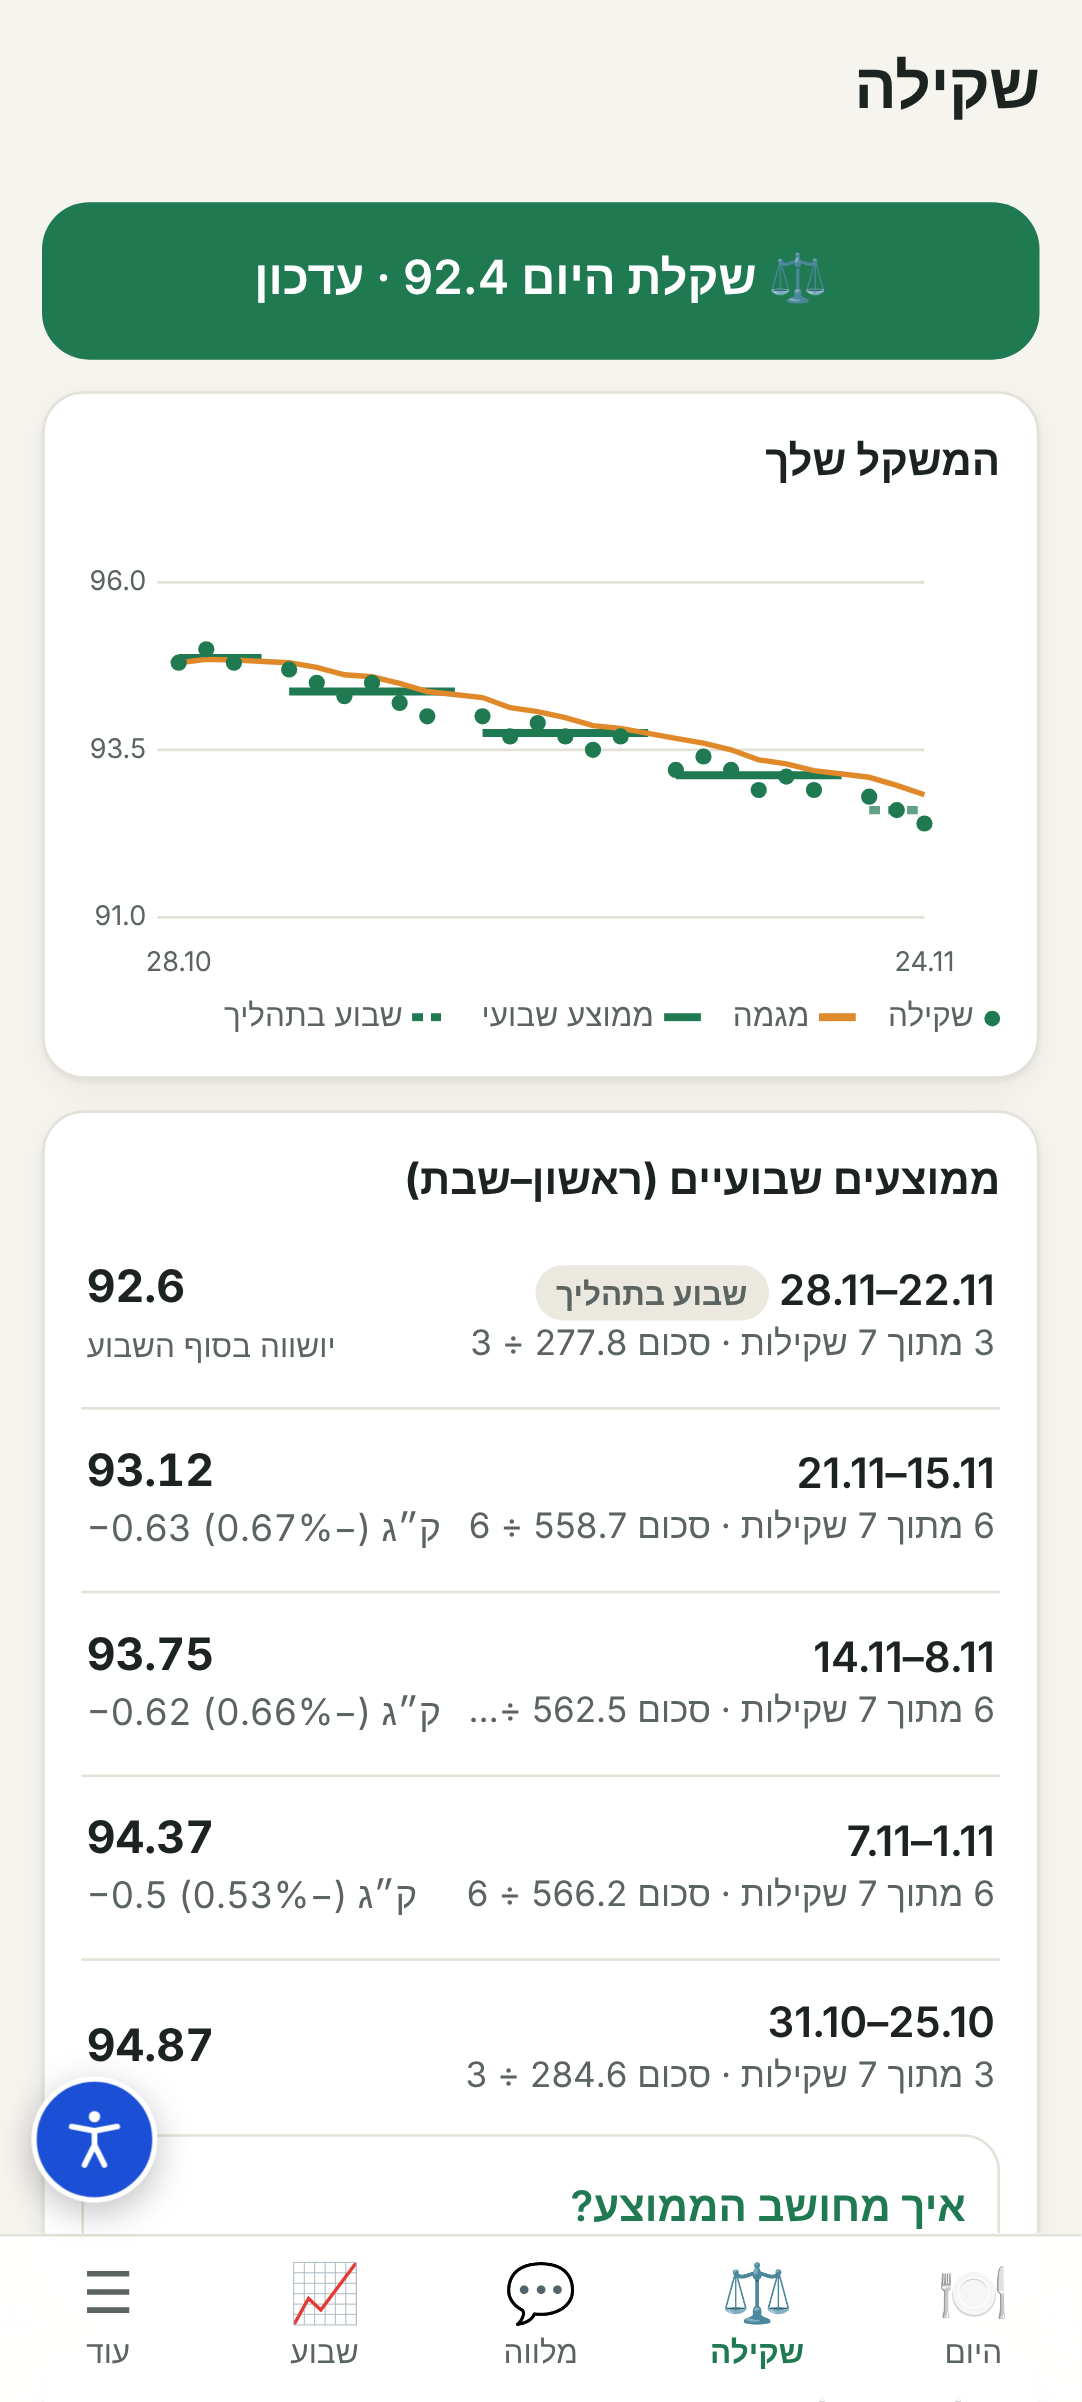 שקילה
⚖️ שקלת היום 92.4 · עדכון
המשקל שלך
96.0
93.5
91.0
28.10 24.11
שקילה מגמה ממוצע שבועי שבוע בתהליך
ממוצעים שבועיים (ראשון–שבת)
28.11–22.11 שבוע בתהליך 92.6
3 מתוך 7 שקילות · סכום 277.8 ÷ 3 יושווה בסוף השבוע
21.11–15.11 93.12
6 מתוך 7 שקילות · סכום 558.7 ÷ 6 ק״ג (−0.67%) −0.63
14.11–8.11 93.75
6 מתוך 7 שקילות · סכום 562.5 ÷… ק״ג (−0.66%) −0.62
7.11–1.11 94.37
6 מתוך 7 שקילות · סכום 566.2 ÷ 6 ק״ג (−0.53%) −0.5
31.10–25.10 94.87
3 מתוך 7 שקילות · סכום 284.6 ÷ 3
איך מחושב הממוצע?
היום שקילה מלווה שבוע עוד